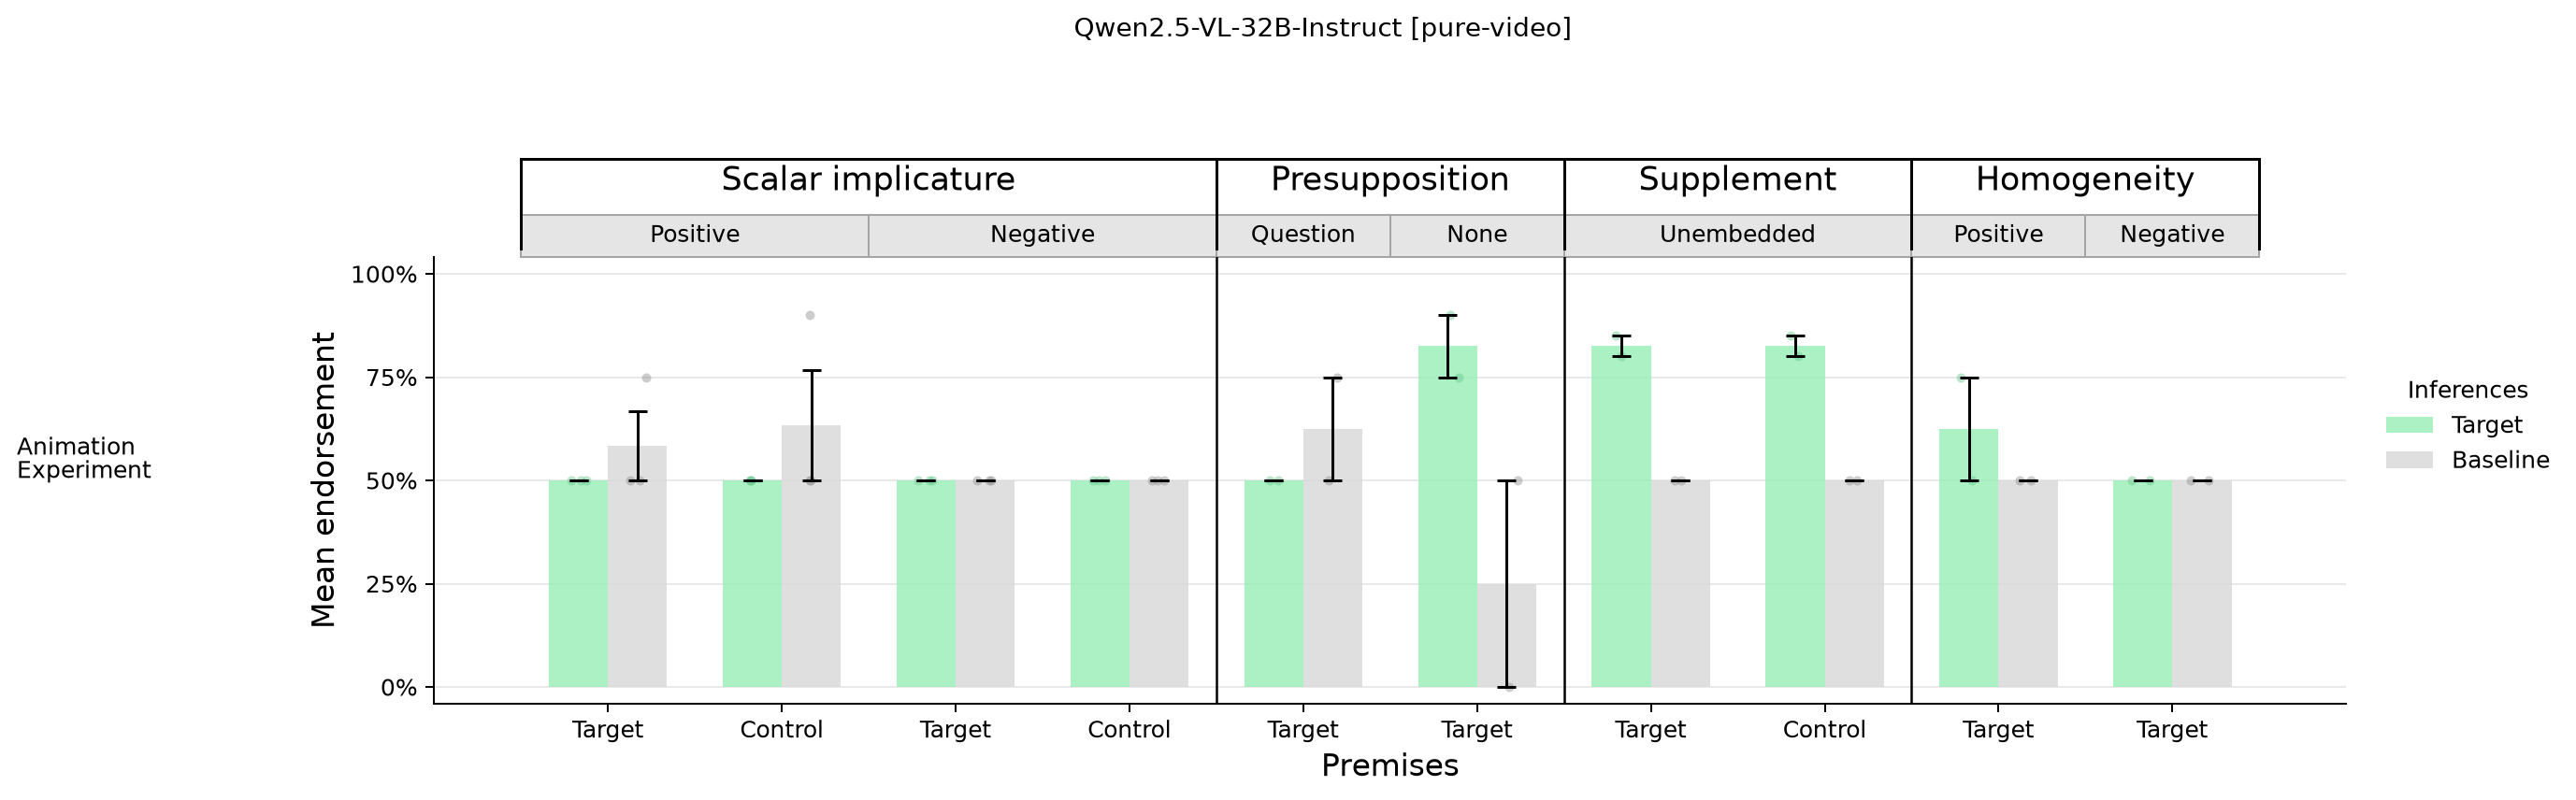 Qwen2.5-VL-32B-Instruct [pure-video]
Scalar implicature Presupposition Supplement Homogeneity
Positive Negative Question None Unembedded Positive Negative
100%
75%
50%
25%
0%
Mean endorsement
Animation
Experiment
Inferences
Target
Baseline
Target Control Target Control Target Target Target Control Target Target
Premises